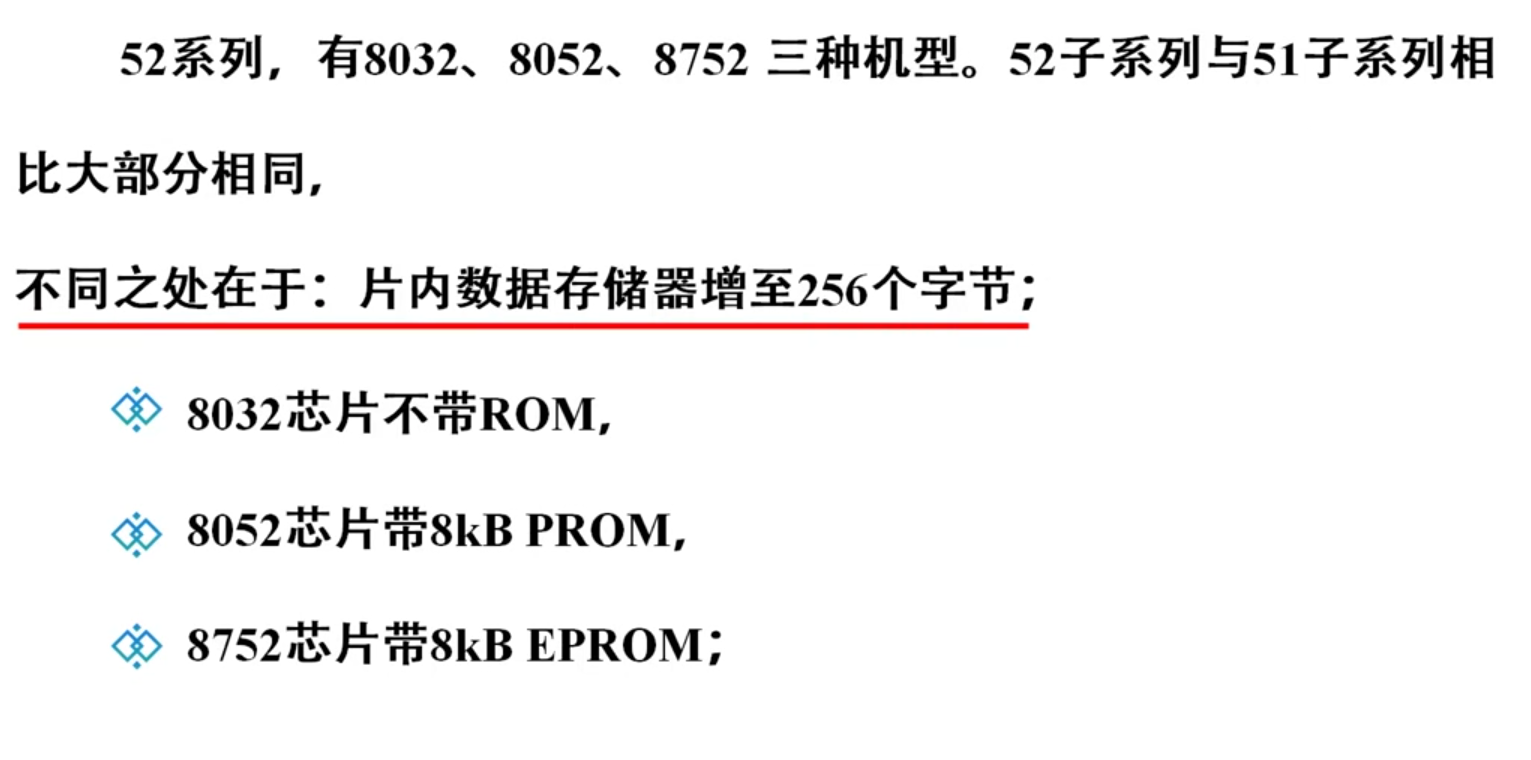 52系列，有8032、8052、8752 三种机型。52子系列与51子系列相
比大部分相同，
不同之处在于：片内数据存储器增至256个字节；
8032芯片不带ROM，
8052芯片带8kB PROM，
8752芯片带8kB EPROM；